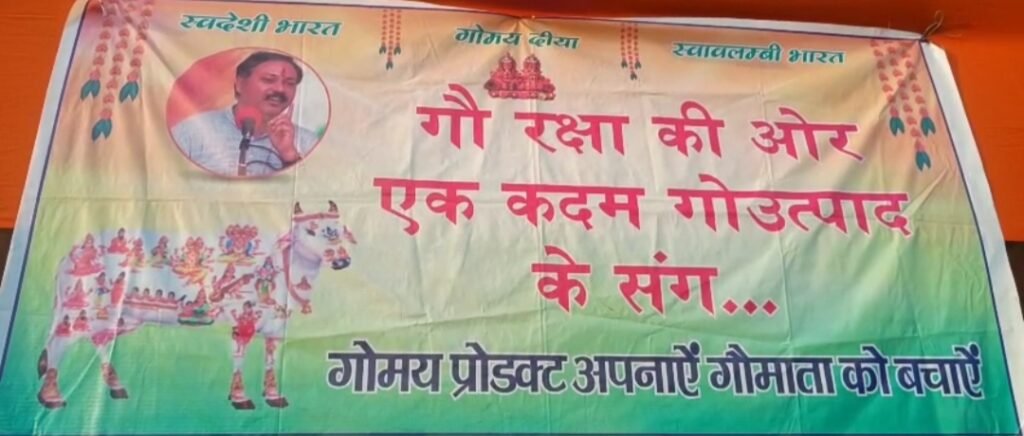 स्वदेशी भारत
गोमय दीया
स्वावलम्बी भारत
गौ रक्षा की ओर
एक कदम गोउत्पाद
के संग...
गोमय प्रोडक्ट अपनाऐं गौमाता को बचाऐं